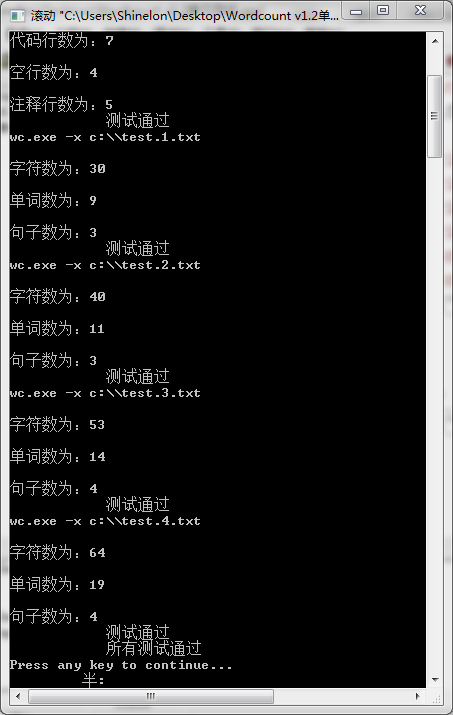 滚动 "C:\Users\Shinelon\Desktop\Wordcount v1.2单...
代码行数为：7
空行数为：4
注释行数为：5
测试通过
wc.exe -x c:\\test.1.txt
字符数为：30
单词数为：9
句子数为：3
测试通过
wc.exe -x c:\\test.2.txt
字符数为：40
单词数为：11
句子数为：3
测试通过
wc.exe -x c:\\test.3.txt
字符数为：53
单词数为：14
句子数为：4
测试通过
wc.exe -x c:\\test.4.txt
字符数为：64
单词数为：19
句子数为：4
测试通过
所有测试通过
Press any key to continue...
半：